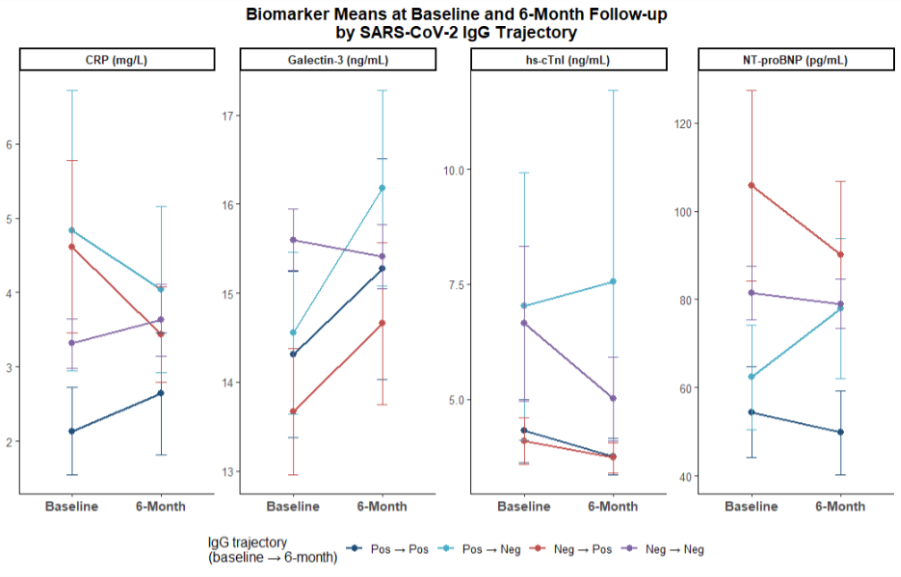 Biomarker Means at Baseline and 6-Month Follow-up
by SARS-CoV-2 IgG Trajectory
CRP (mg/L)
Galectin-3 (ng/mL)
hs-cTnI (ng/mL)
NT-proBNP (pg/mL)
6
5
4
3
2
17
16
15
14
13
10.0
7.5
5.0
120
100
80
60
40
Baseline 6-Month
Baseline 6-Month
Baseline 6-Month
Baseline 6-Month
IgG trajectory
(baseline → 6-month)
Pos → Pos
Pos → Neg
Neg → Pos
Neg → Neg